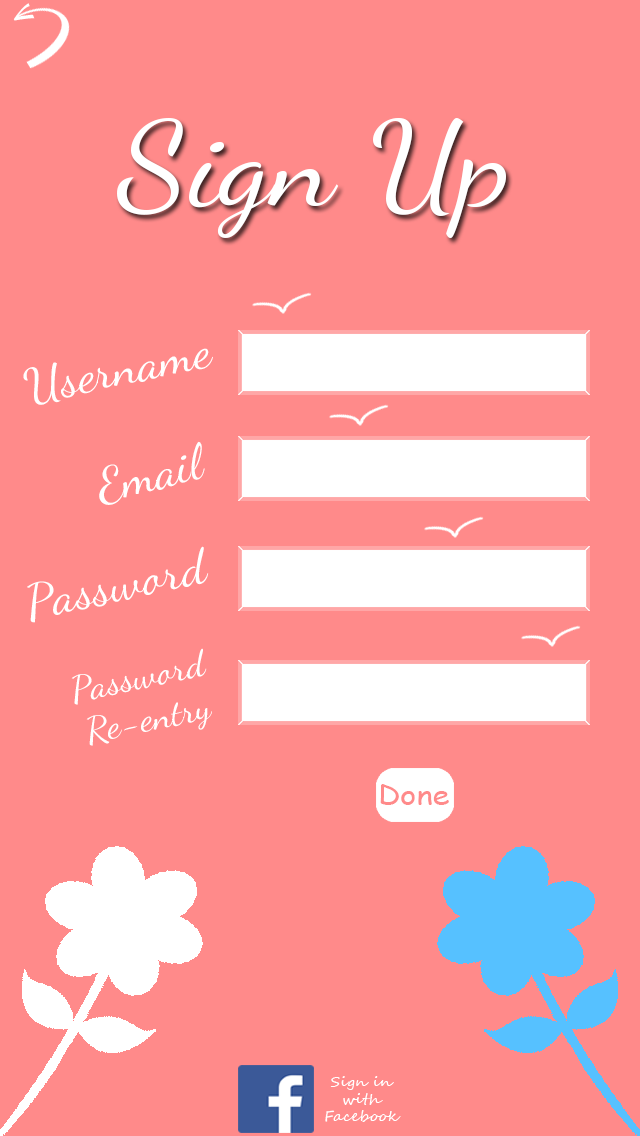 Sign Up
Username
Email
Password
Password
Re-entry
Done
f
Sign in
with
Facebook